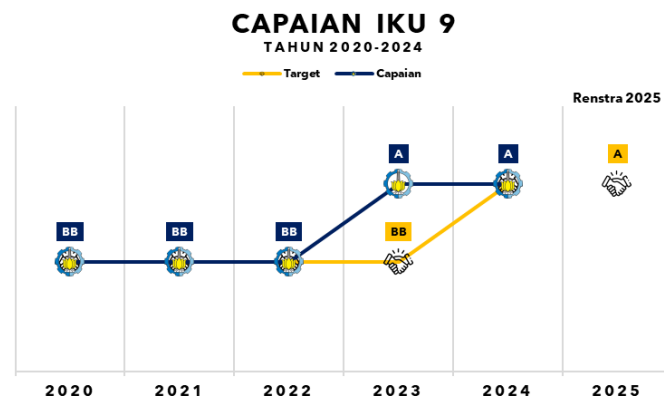 CAPAIAN IKU 9
TAHUN 2020-2024
Target Capaian
Renstra 2025
A A A
BB BB BB BB
2020 2021 2022 2023 2024 2025